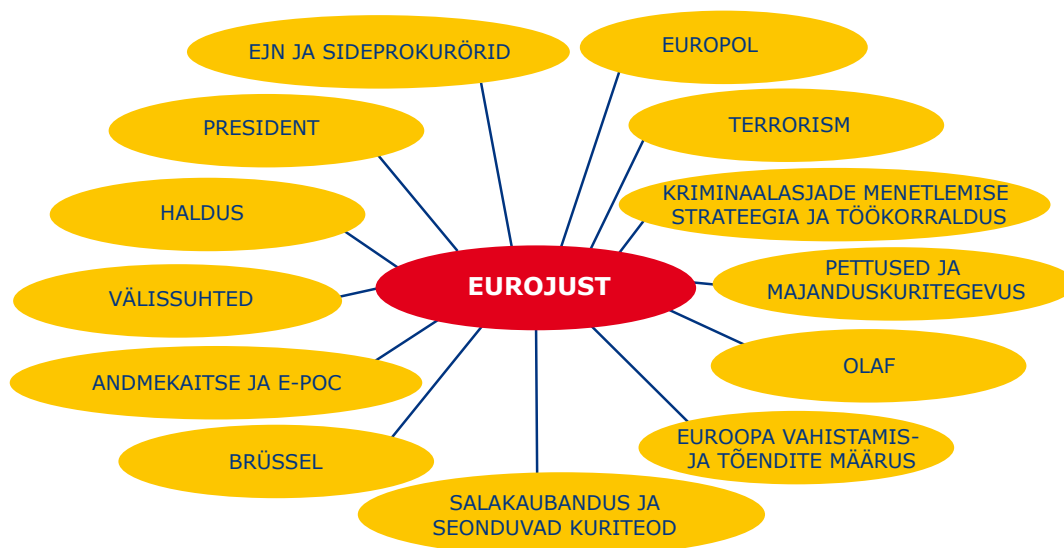 EJN JA SIDEPROKURÖRID
EUROPOL
PRESIDENT
TERRORISM
HALDUS
KRIMINAALASJADE MENETLEMISE
STRATEEGIA JA TÖÖKORRALDUS
VÄLISSUHTED
EUROJUST
PETTUSED JA
MAJANDUSKURITEGEVUS
ANDMEKAITSE JA E-POC
OLAF
BRÜSSEL
EUROOPA VAHISTAMIS-
JA TÕENDITE MÄÄRUS
SALAKAUBANDUS JA
SEONDUVAD KURITEOD